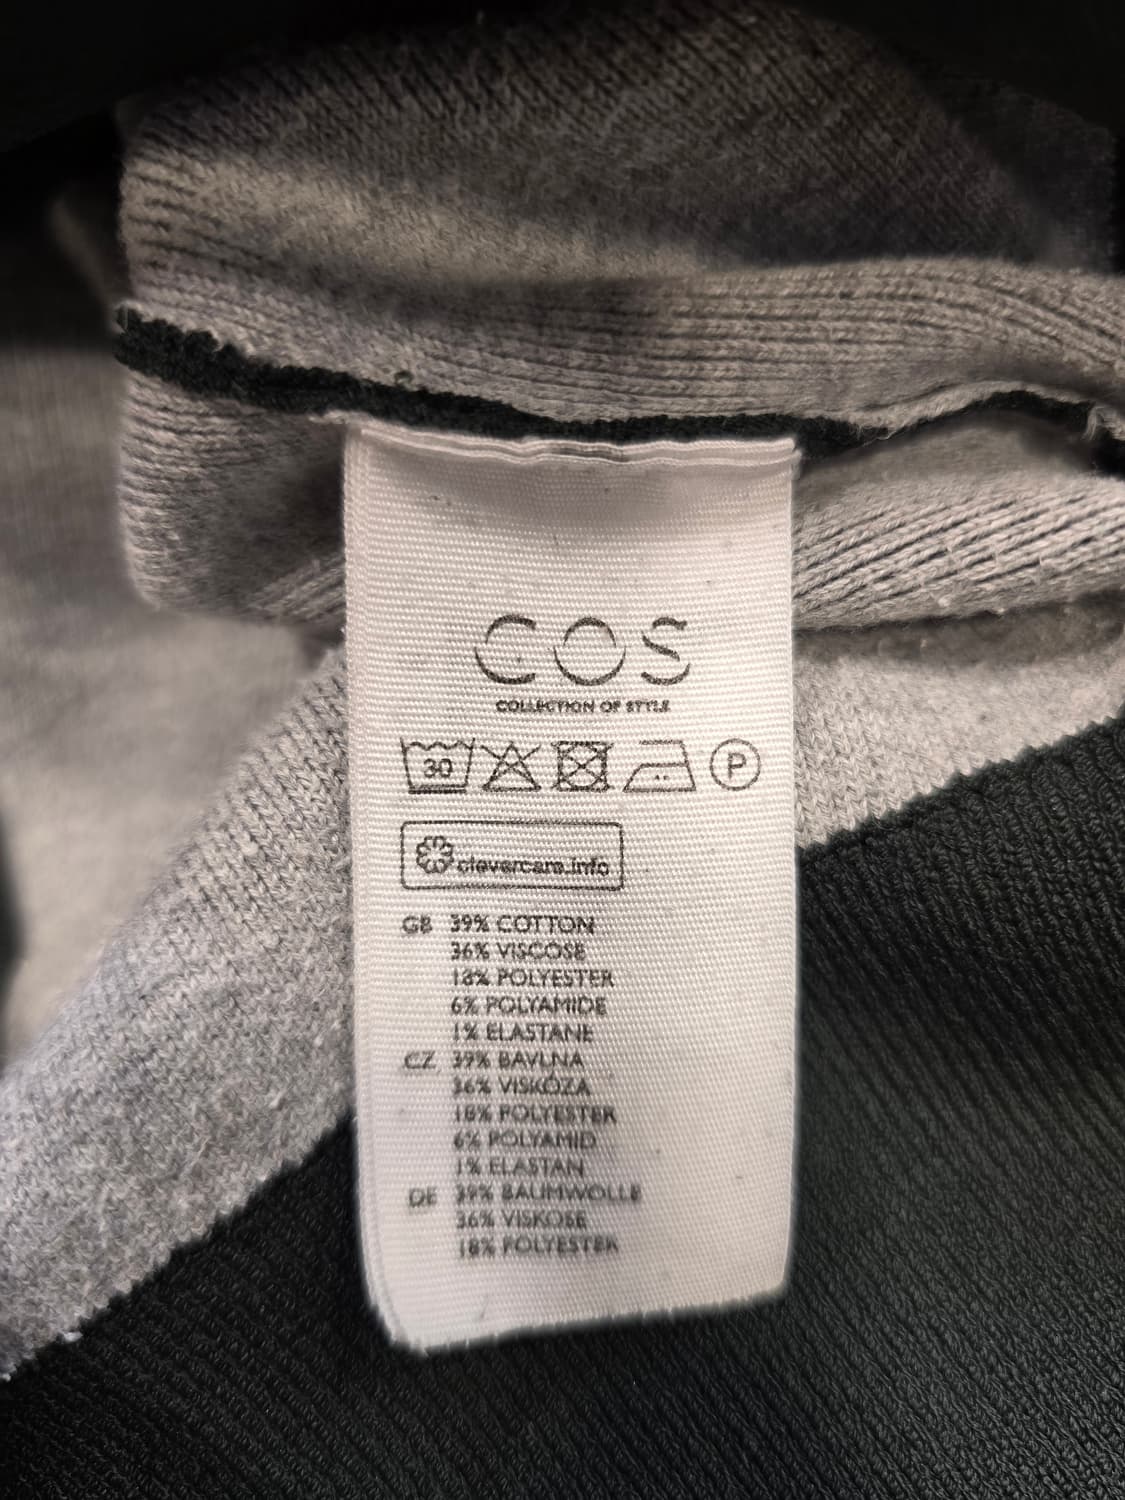 COS
COLLECTION OF STYLE
30 P
clevercare.info
GB 39% COTTON
36% VISCOSE
18% POLYESTER
6% POLYAMIDE
1% ELASTANE
CZ 39% BAVLNA
36% VISKÓZA
18% POLYESTER
6% POLYAMID
1% ELASTAN
DE 39% BAUMWOLLE
36% VISKOSE
18% POLYESTER